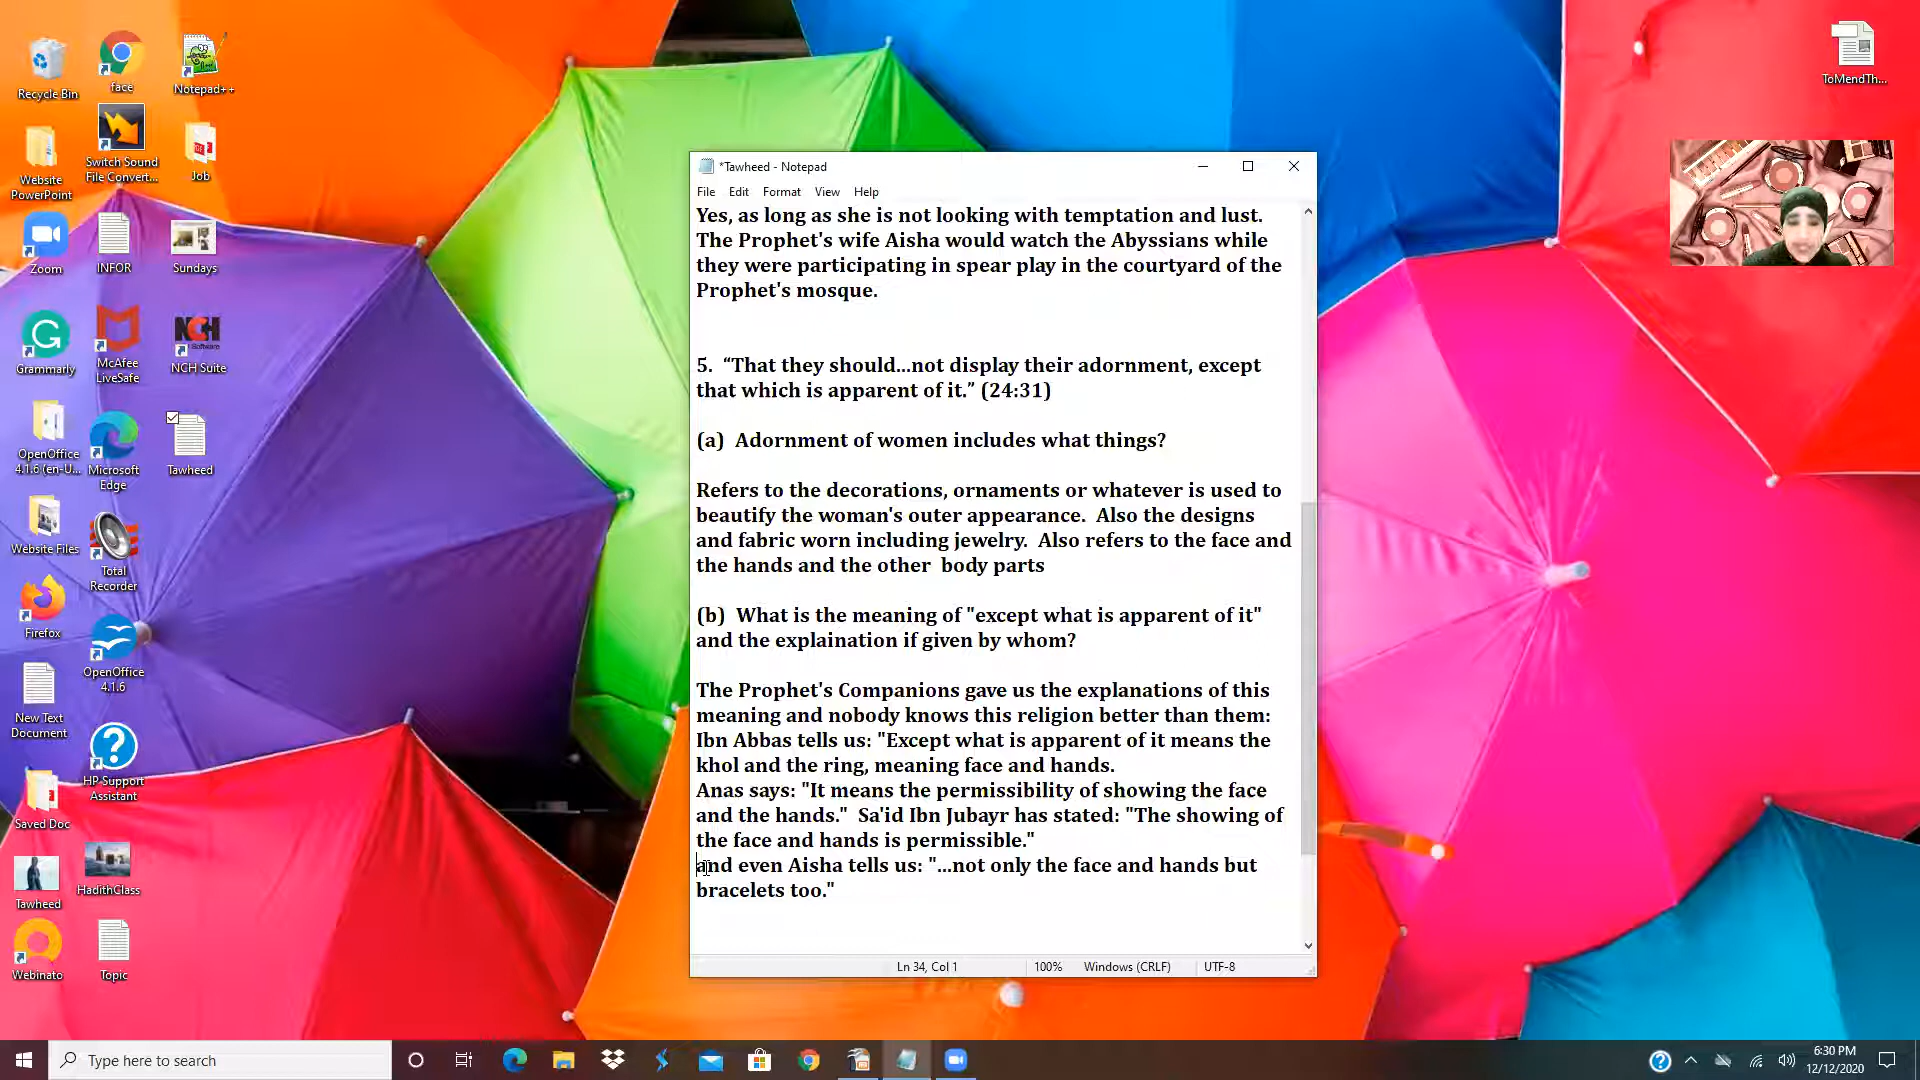 Recycle Bin
face
Notepad++
Website
PowerPoint
Switch Sound
File Convert...
Job
Zoom
INFOR
Sundays
Grammarly
McAfee
LiveSafe
NCH
Software
NCH Suite
OpenOffice
4.1.6 (en-U...
Microsoft
Edge
Tawheed
Website Files
Total
Recorder
Firefox
OpenOffice
4.1.6
New Text
Document
HP Support
Assistant
Saved Doc
Tawheed
HadithClass
Webinato
Topic
ToMendTh...
*Tawheed - Notepad
File Edit Format View Help
Yes, as long as she is not looking with temptation and lust.
The Prophet's wife Aisha would watch the Abyssians while
they were participating in spear play in the courtyard of the
Prophet's mosque.
5. “That they should...not display their adornment, except
that which is apparent of it.” (24:31)
(a) Adornment of women includes what things?
Refers to the decorations, ornaments or whatever is used to
beautify the woman's outer appearance. Also the designs
and fabric worn including jewelry. Also refers to the face and
the hands and the other body parts
(b) What is the meaning of "except what is apparent of it"
and the explaination if given by whom?
The Prophet's Companions gave us the explanations of this
meaning and nobody knows this religion better than them:
Ibn Abbas tells us: "Except what is apparent of it means the
khol and the ring, meaning face and hands.
Anas says: "It means the permissibility of showing the face
and the hands." Sa'id Ibn Jubayr has stated: "The showing of
the face and hands is permissible."
and even Aisha tells us: "...not only the face and hands but
bracelets too."
Ln 34, Col 1 100% Windows (CRLF) UTF-8
Type here to search
6:30 PM
12/12/2020